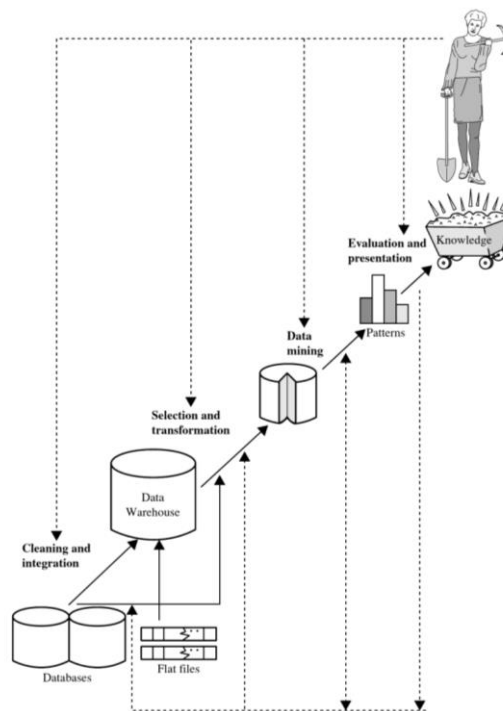 Knowledge
Evaluation and
presentation
Patterns
Data
mining
Selection and
transformation
Data
Warehouse
Cleaning and
integration
Flat files
Databases